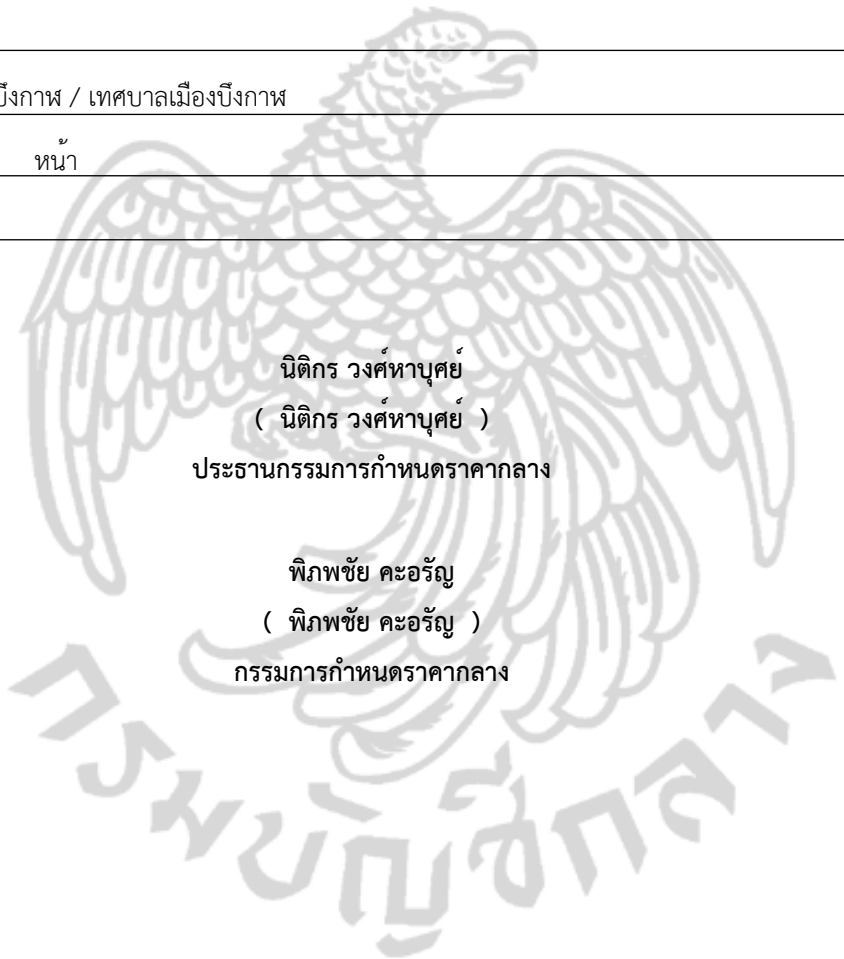 บึงกาฬ / เทศบาลเมืองบึงกาฬ
หน้า
นิติกร วงศ์หาบุศย์
( นิติกร วงศ์หาบุศย์ )
ประธานกรรมการกำหนดราคากลาง
พิภพชัย คะอรัญ
( พิภพชัย คะอรัญ )
กรรมการกำหนดราคากลาง
กรมบัญชีกลาง